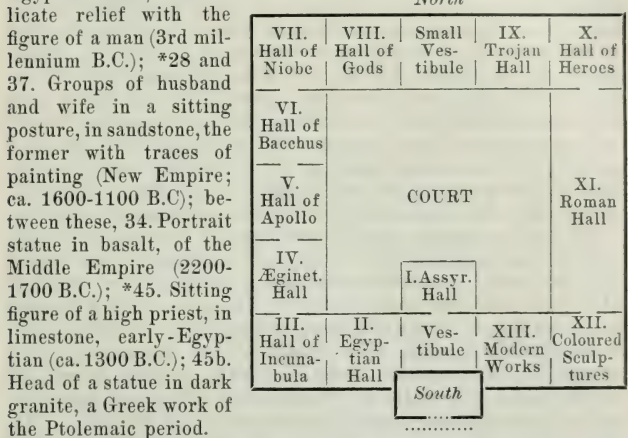 licate relief with the
figure of a man (3rd mil-
lennium B.C.); *28 and
37. Groups of husband
and wife in a sitting
posture, in sandstone, the
former with traces of
painting (New Empire;
ca. 1600-1100 B.C); be-
tween these, 34. Portrait
statue in basalt, of the
Middle Empire (2200-
1700 B.C.); *45. Sitting
figure of a high priest, in
limestone, early-Egyp-
tian (ca. 1300 B.C.); 45b.
Head of a statue in dark
granite, a Greek work of
the Ptolemaic period.
North
VII.
Hall of
Niobe
VIII.
Hall of
Gods
Small
Ves-
tibule
IX.
Trojan
Hall
X.
Hall of
Heroes
VI.
Hall of
Bacchus
V.
Hall of
Apollo
IV.
Æginet.
Hall
COURT
XI.
Roman
Hall
I. Assyr.
Hall
III.
Hall of
Incuna-
bula
II.
Egyp-
tian
Hall
Ves-
tibule
XIII.
Modern
Works
XII.
Coloured
Sculp-
tures
South